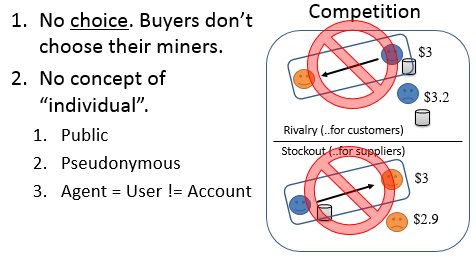 1. No choice. Buyers don’t
choose their miners.
2. No concept of
“individual”.
1. Public
2. Pseudonymous
3. Agent = User != Account
Competition
$3
$3.2
Rivalry (..for customers)
Stockout (..for suppliers)
$3
$2.9